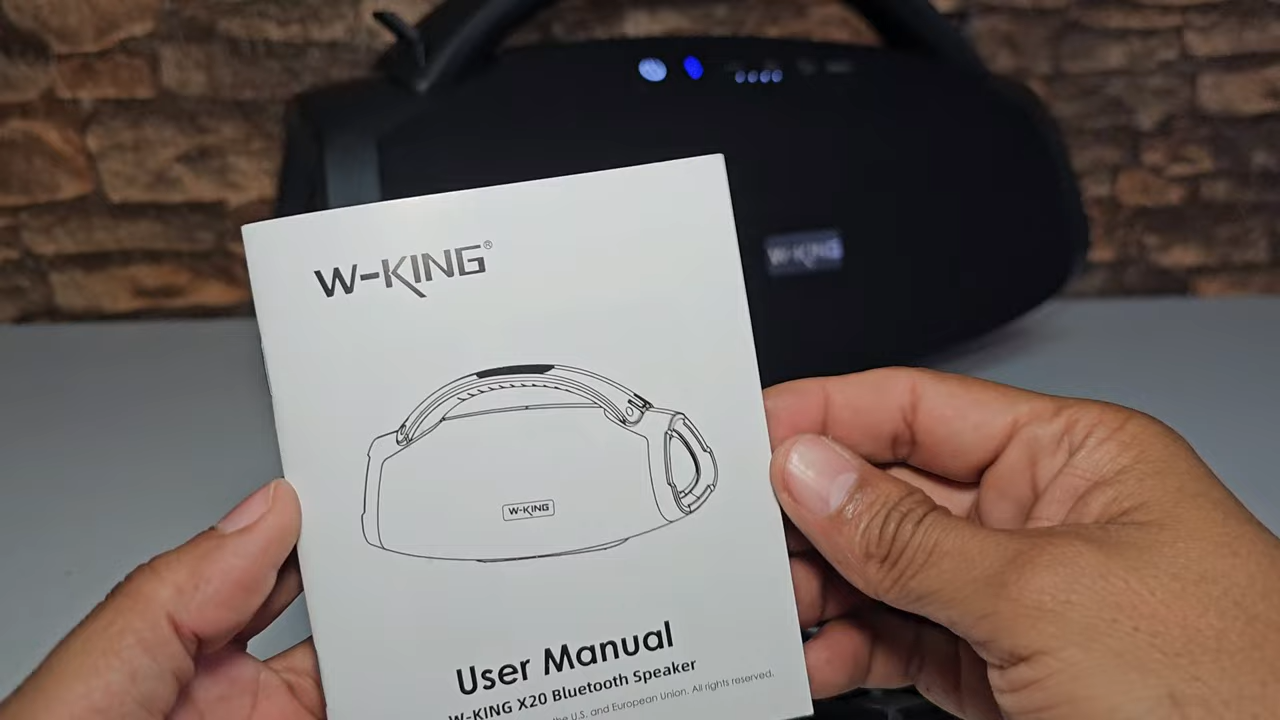 W-KING®
W-KING
W-KING
User Manual
W-KING X20 Bluetooth Speaker
the U.S. and European Union. All rights reserved.